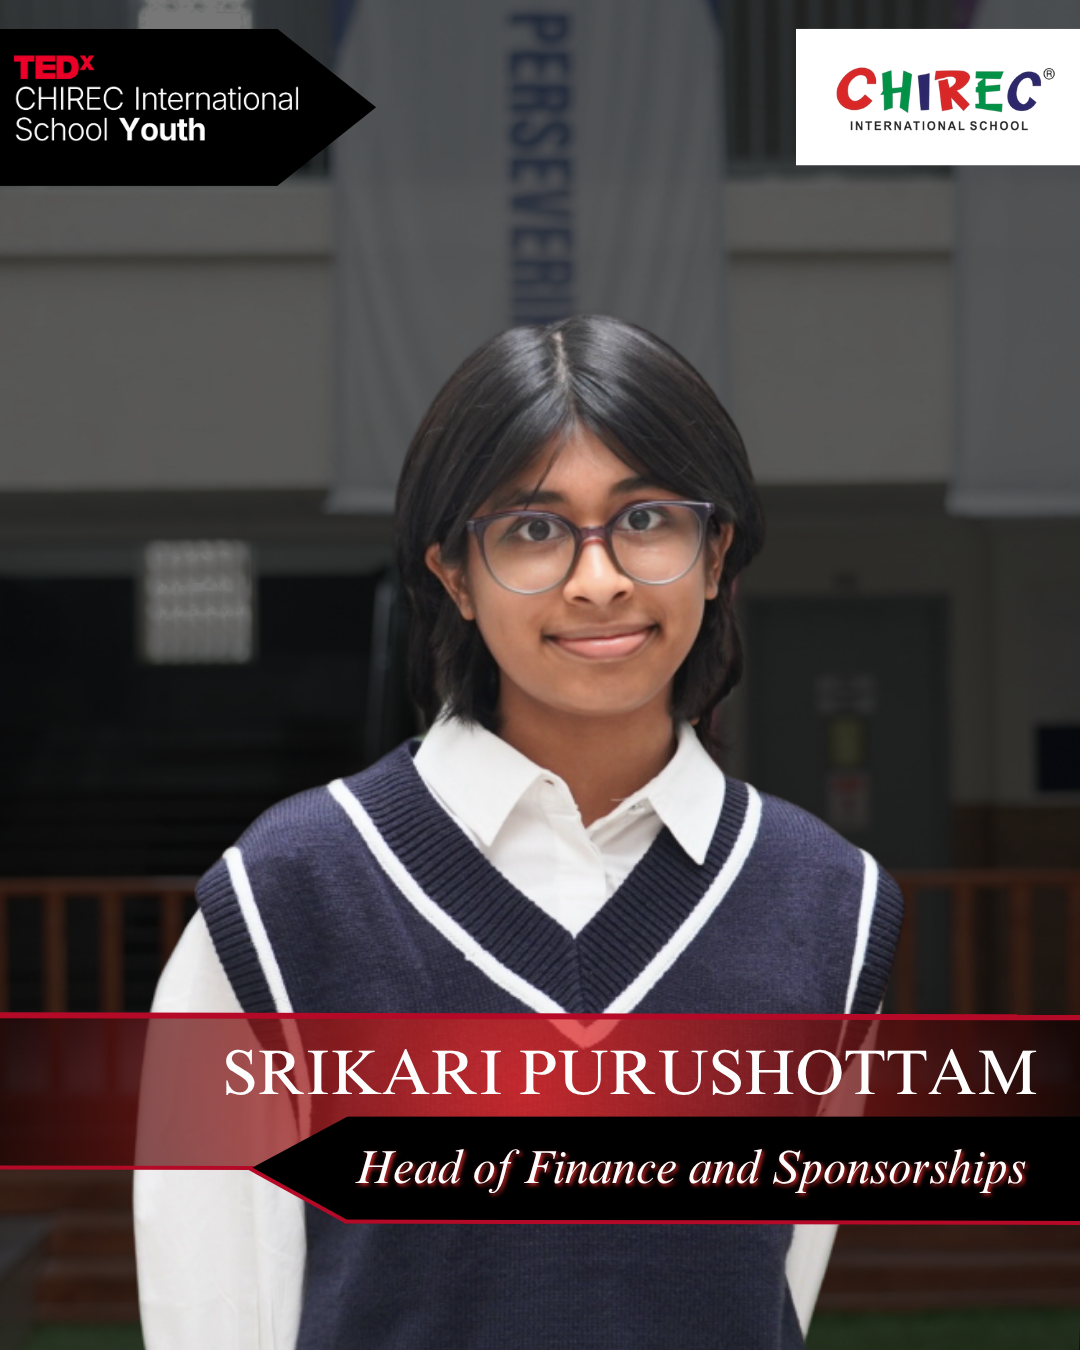 TEDx
CHIREC International
School Youth
CHIREC®
INTERNATIONAL SCHOOL
PERSEVERIN
SRIKARI PURUSHOTTAM
Head of Finance and Sponsorships